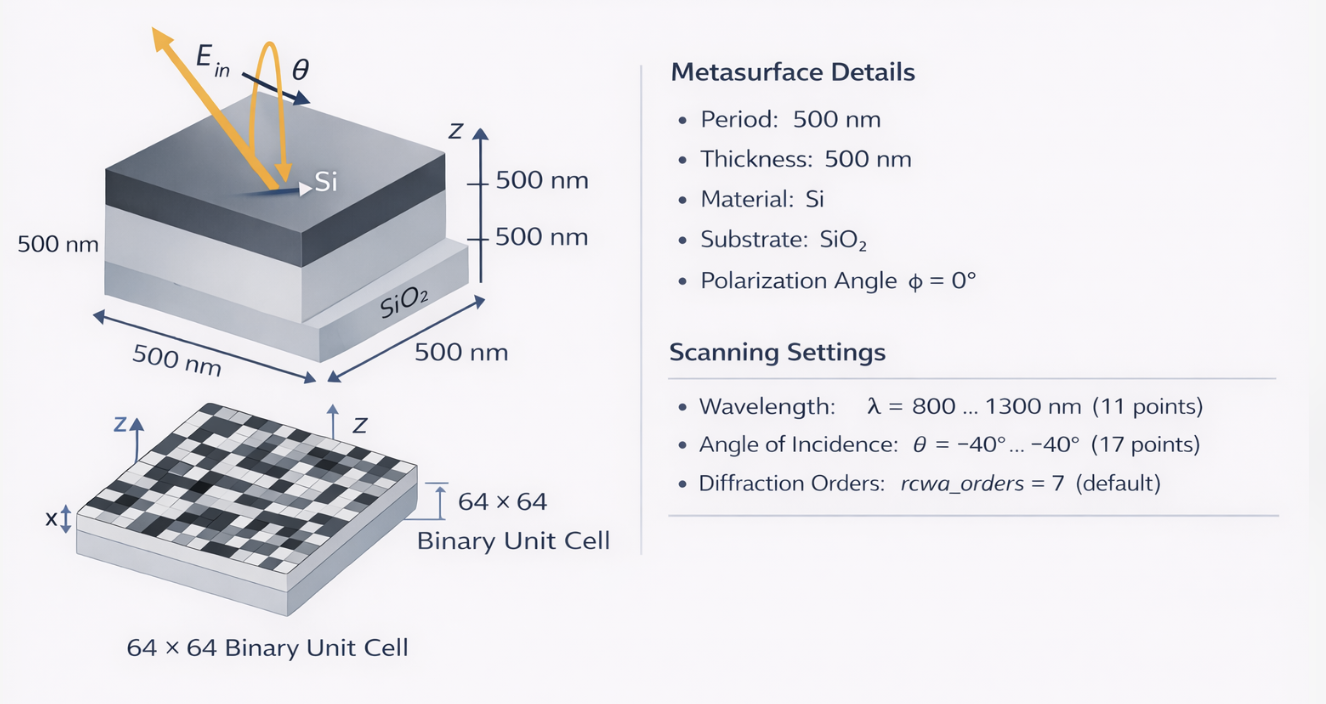 E_in
θ
Z
Si
500 nm
500 nm
500 nm
SiO₂
500 nm
500 nm
Z
Z
x
64 × 64
Binary Unit Cell
64 × 64 Binary Unit Cell
Metasurface Details
• Period: 500 nm
• Thickness: 500 nm
• Material: Si
• Substrate: SiO₂
• Polarization Angle ϕ = 0°
Scanning Settings
• Wavelength: λ = 800 ... 1300 nm (11 points)
• Angle of Incidence: θ = −40°... −40° (17 points)
• Diffraction Orders: rcwa_orders = 7 (default)